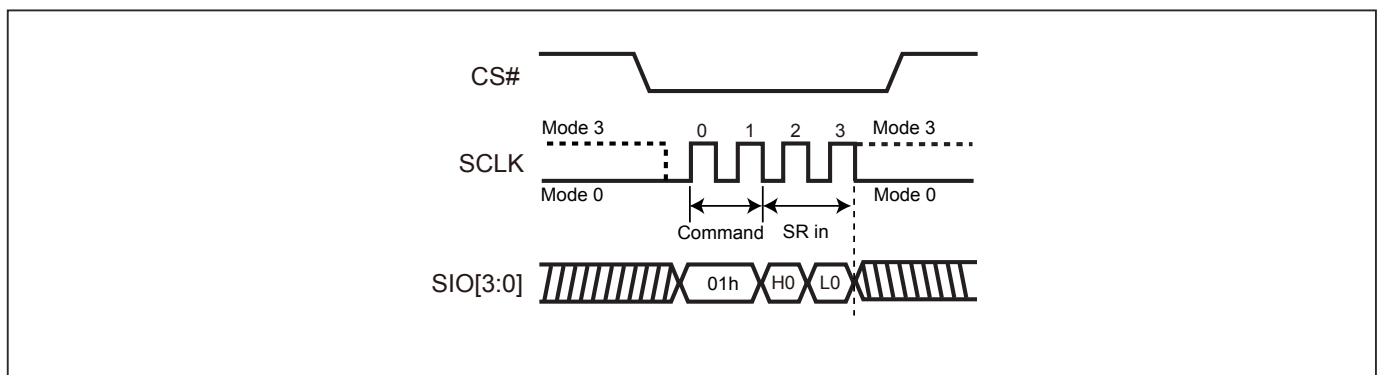 CS#
Mode 3 0 1 2 3 Mode 3
SCLK
Mode 0 Mode 0
Command SR in
SIO[3:0] 01h H0 L0